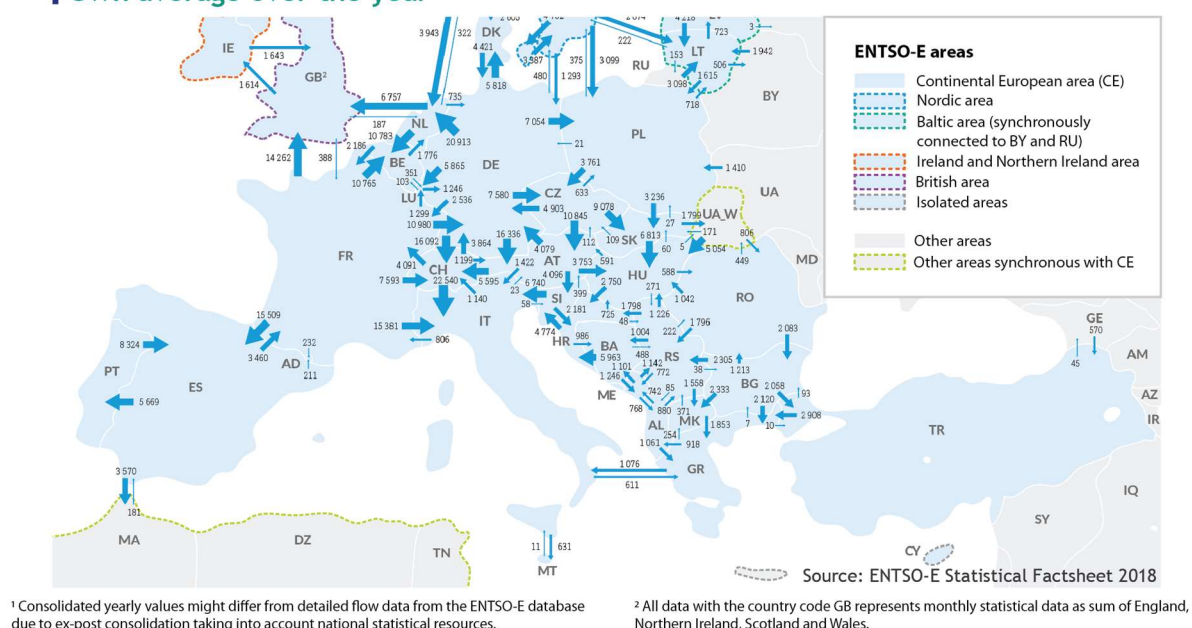 3 943
322
DK
4 421
5 818
735
IE
1 643
1 614
GB²
6 757
187
NL
20 913
10 783
2 186
BE
1 776
10 765
14 262
388
3 387
480
1 293
375
3 099
222
RU
4 218
723
153
LT
1 942
506
1 615
3 098
718
BY
7 054
21
PL
DE
5 865
351
103
LU
1 246
2 536
1 299
10 980
7 580
4 903
CZ
3 761
633
1 410
UA
3 236
27
1 799
UA_W
171
5
5 054
806
449
MD
9 078
109
SK
6 813
60
10 845
112
4 079
16 336
16 092
3 864
4 091
1199
CH
22 540
5 595
1 140
1 422
23
6 740
58
AT
4 096
3 753
591
399
2 750
SI
2 181
4 774
HU
588
271
1 042
RO
FR
7 593
15 381
806
IT
HR
986
725
1 798
48
1 226
222
1 796
BA
1004
488
5 963
RS
2 305
38
1 213
2 083
1 101
1 246
1 142
772
ME
742
768
85
880
371
1 558
2 333
BG
2 058
93
2 120
7
10
2 908
AL
MK
254
1 853
1 061
918
GR
1 076
611
15 509
3 460
AD
232
211
8 324
PT
ES
5 669
3 570
181
MA
DZ
TN
11
631
MT
TR
GE
570
45
AM
AZ
IR
IQ
SY
CY
ENTSO-E areas
Continental European area (CE)
Nordic area
Baltic area (synchronously
connected to BY and RU)
Ireland and Northern Ireland area
British area
Isolated areas
Other areas
Other areas synchronous with CE
Source: ENTSO-E Statistical Factsheet 2018
¹ Consolidated yearly values might differ from detailed flow data from the ENTSO-E database
due to ex-post consolidation taking into account national statistical resources.
² All data with the country code GB represents monthly statistical data as sum of England,
Northern Ireland, Scotland and Wales.